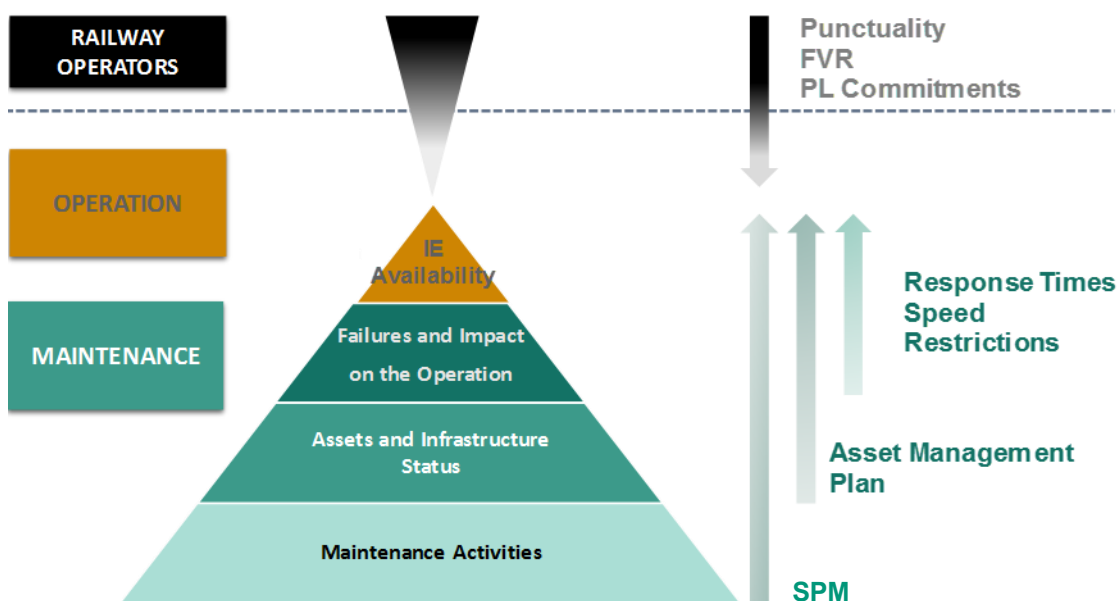 RAILWAY
OPERATORS
Punctuality
FVR
PL Commitments
OPERATION
IE
Availability
MAINTENANCE
Failures and Impact
on the Operation
Response Times
Speed
Restrictions
Assets and Infrastructure
Status
Asset Management
Plan
Maintenance Activities
SPM